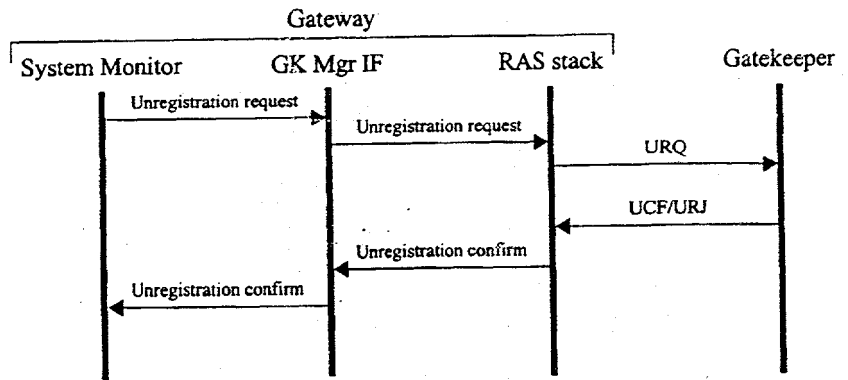 Gateway
System Monitor
GK Mgr IF
RAS stack
Gatekeeper
Unregistration request
Unregistration request
URQ
UCF/URJ
Unregistration confirm
Unregistration confirm